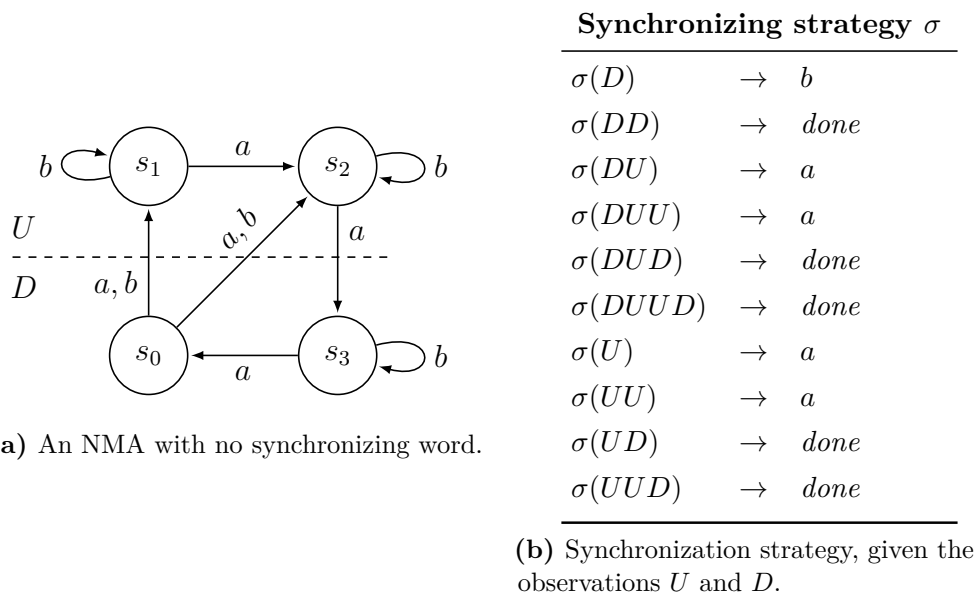 b
s₁
a
s₂
b
U
a, b
a
D
a, b
s₀
a
s₃
b
a) An NMA with no synchronizing word.
Synchronizing strategy σ
σ(D) → b
σ(DD) → done
σ(DU) → a
σ(DUU) → a
σ(DUD) → done
σ(DUUD) → done
σ(U) → a
σ(UU) → a
σ(UD) → done
σ(UUD) → done
(b) Synchronization strategy, given the
observations U and D.